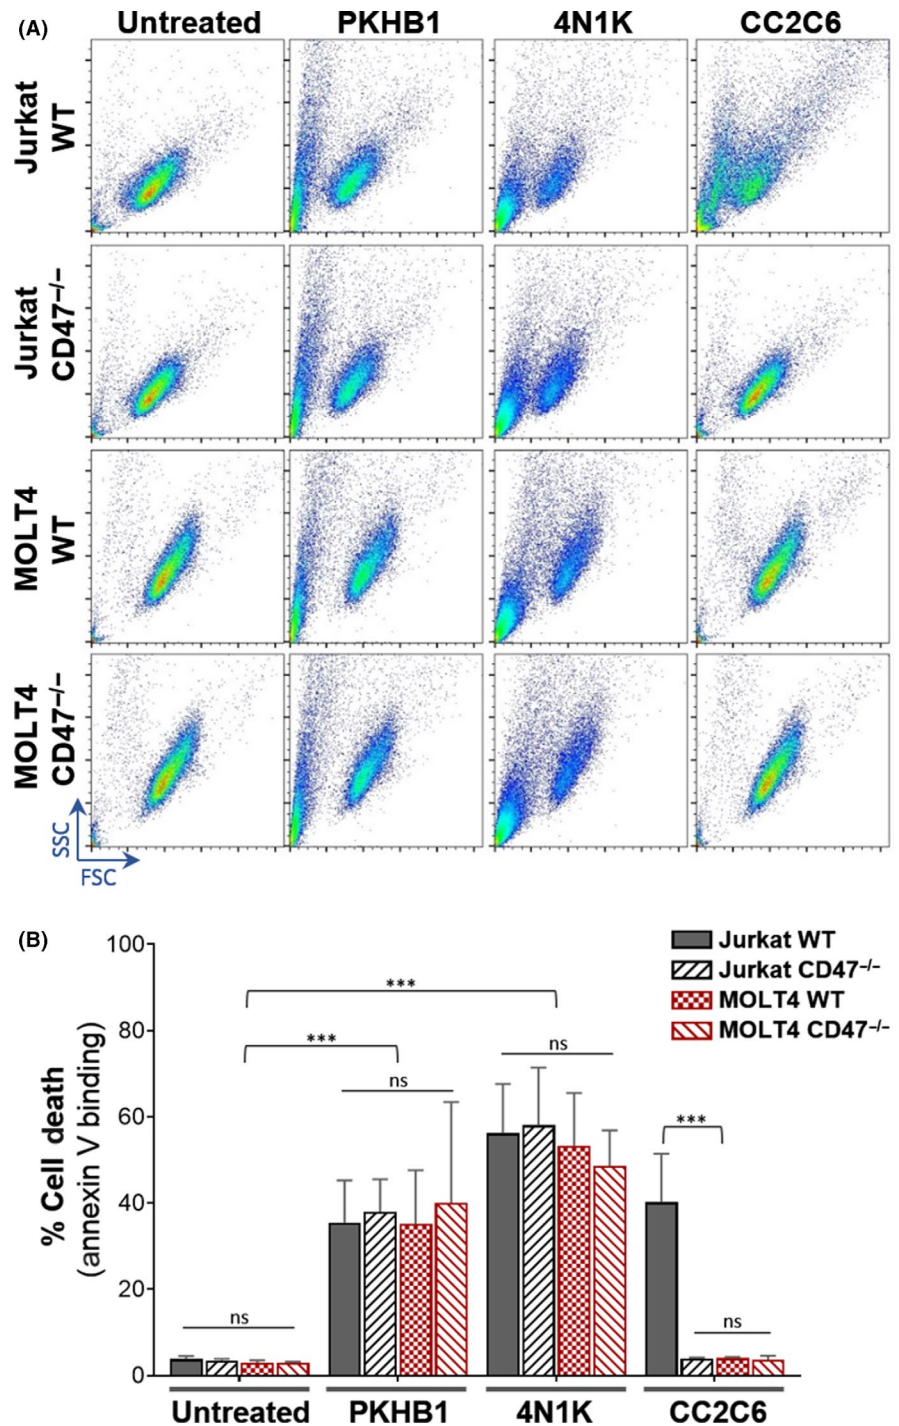 (A)
Untreated PKHB1 4N1K CC2C6
Jurkat
WT
Jurkat
CD47⁻/⁻
MOLT4
WT
MOLT4
CD47⁻/⁻
SSC
FSC
(B)
% Cell death
(annexin V binding)
100
80
60
40
20
0
Jurkat WT
Jurkat CD47⁻/⁻
MOLT4 WT
MOLT4 CD47⁻/⁻
***
***
ns
ns
***
ns
ns
Untreated PKHB1 4N1K CC2C6